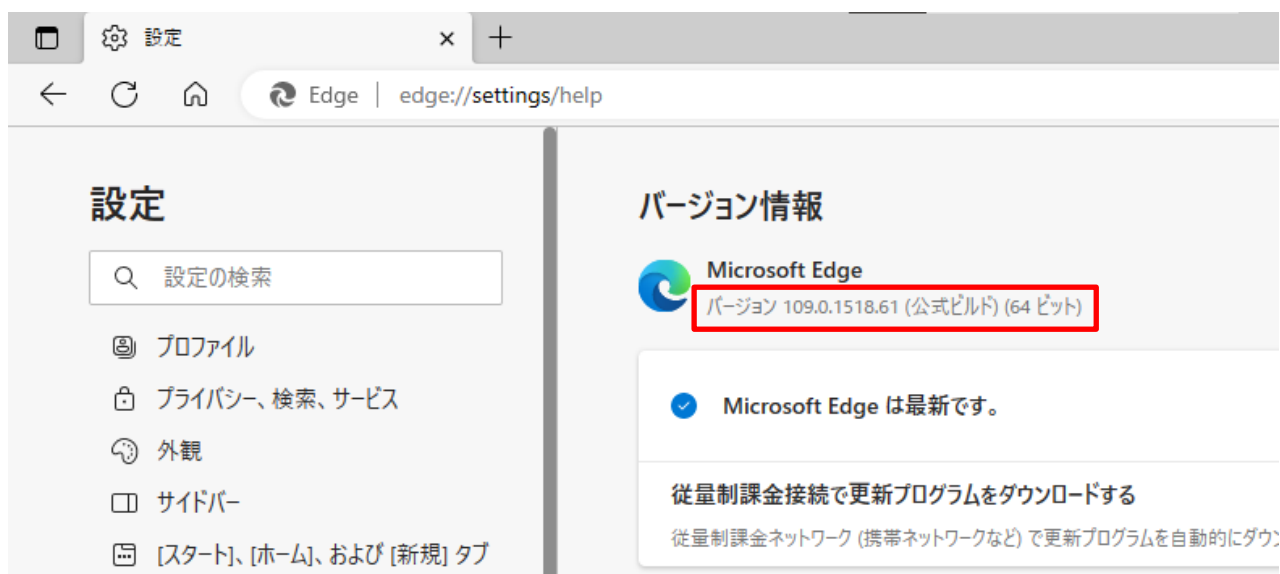 設定
Edge | edge://settings/help
設定
設定の検索
プロファイル
プライバシー、検索、サービス
外観
サイドバー
[スタート]、[ホーム]、および [新規] タブ
バージョン情報
Microsoft Edge
バージョン 109.0.1518.61 (公式ビルド) (64 ビット)
Microsoft Edge は最新です。
従量制課金接続で更新プログラムをダウンロードする
従量制課金ネットワーク (携帯ネットワークなど) で更新プログラムを自動的にダウン